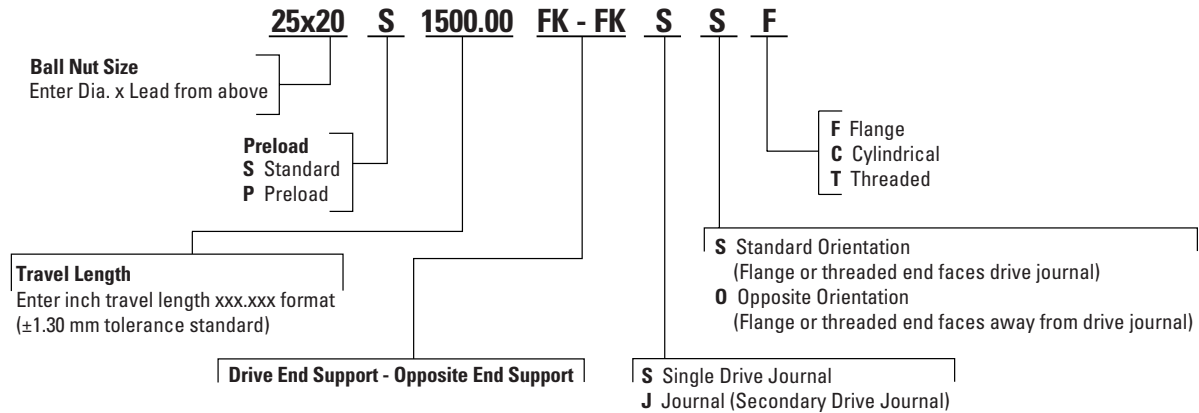 25x20 S 1500.00 FK - FK S S F
Ball Nut Size
Enter Dia. x Lead from above
Preload
S Standard
P Preload
Travel Length
Enter inch travel length xxx.xxx format
(±1.30 mm tolerance standard)
Drive End Support - Opposite End Support
S Single Drive Journal
J Journal (Secondary Drive Journal)
S Standard Orientation
(Flange or threaded end faces drive journal)
O Opposite Orientation
(Flange or threaded end faces away from drive journal)
F Flange
C Cylindrical
T Threaded